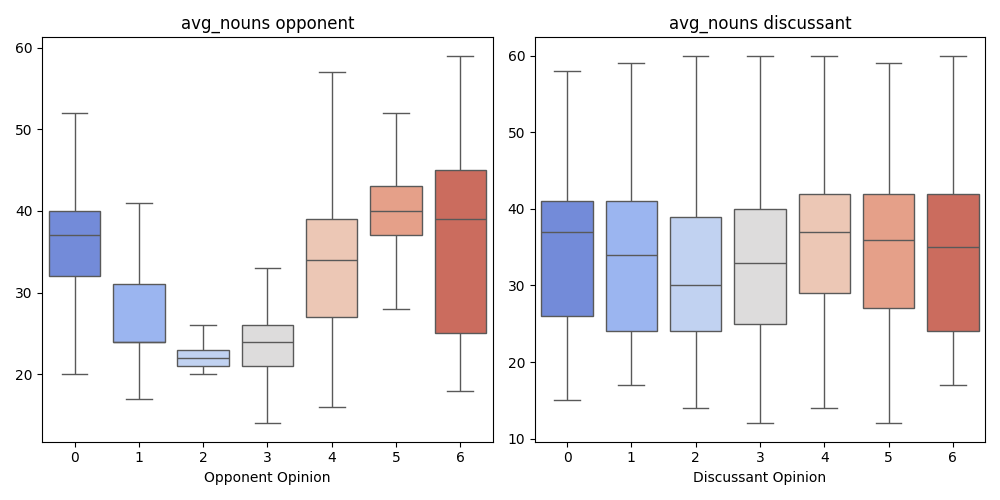 avg_nouns opponent
60
50
40
30
20
0 1 2 3 4 5 6
Opponent Opinion
avg_nouns discussant
60
50
40
30
20
10
0 1 2 3 4 5 6
Discussant Opinion